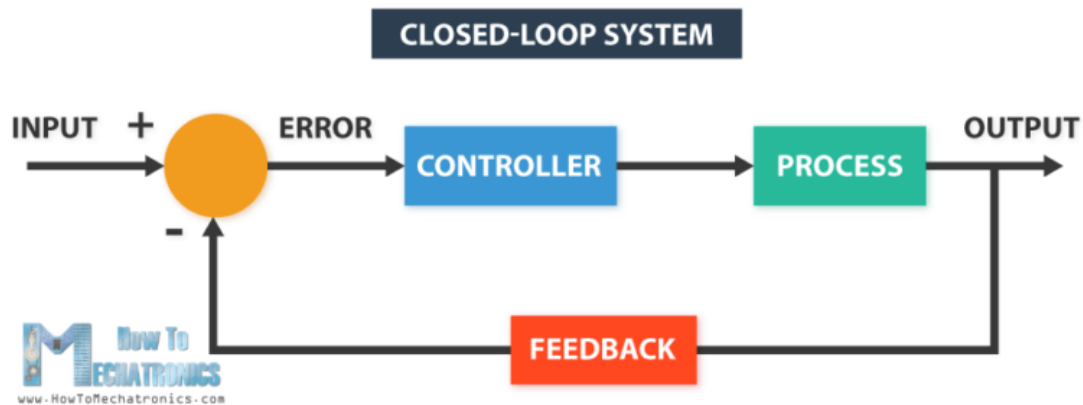 CLOSED-LOOP SYSTEM
INPUT + ERROR CONTROLLER PROCESS OUTPUT
-
FEEDBACK
How To
MECHATRONICS
www.HowToMechatronics.com